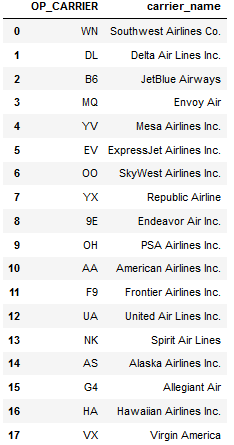 OP_CARRIER carrier_name
0 WN Southwest Airlines Co.
1 DL Delta Air Lines Inc.
2 B6 JetBlue Airways
3 MQ Envoy Air
4 YV Mesa Airlines Inc.
5 EV ExpressJet Airlines Inc.
6 OO SkyWest Airlines Inc.
7 YX Republic Airline
8 9E Endeavor Air Inc.
9 OH PSA Airlines Inc.
10 AA American Airlines Inc.
11 F9 Frontier Airlines Inc.
12 UA United Air Lines Inc.
13 NK Spirit Air Lines
14 AS Alaska Airlines Inc.
15 G4 Allegiant Air
16 HA Hawaiian Airlines Inc.
17 VX Virgin America